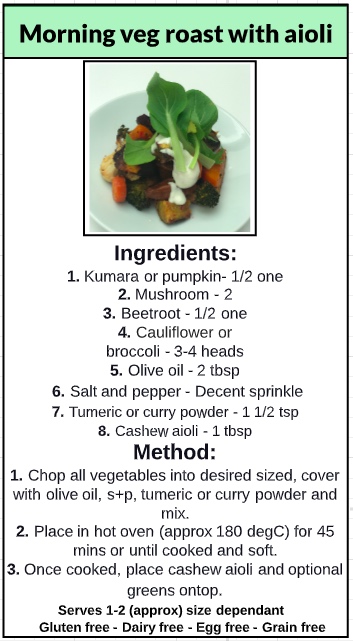 Morning veg roast with aioli
Ingredients:
1. Kumara or pumpkin- 1/2 one
2. Mushroom - 2
3. Beetroot - 1/2 one
4. Cauliflower or
broccoli - 3-4 heads
5. Olive oil - 2 tbsp
6. Salt and pepper - Decent sprinkle
7. Tumeric or curry powder - 1 1/2 tsp
8. Cashew aioli - 1 tbsp
Method:
1. Chop all vegetables into desired sized, cover
with olive oil, s+p, tumeric or curry powder and
mix.
2. Place in hot oven (approx 180 degC) for 45
mins or until cooked and soft.
3. Once cooked, place cashew aioli and optional
greens ontop.
Serves 1-2 (approx) size dependant
Gluten free - Dairy free - Egg free - Grain free